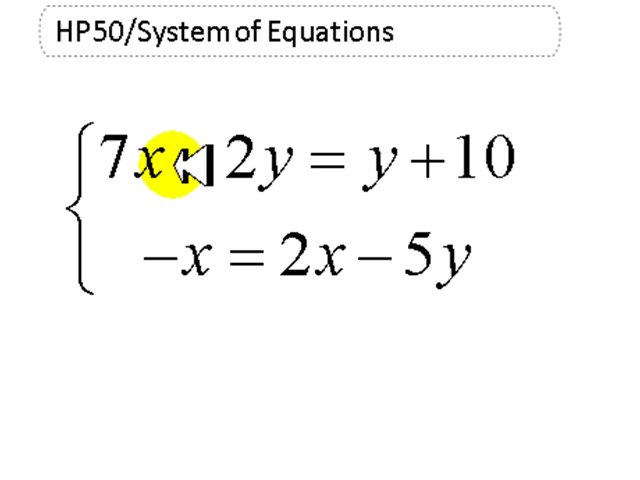 HP50/System of Equations
7x 2y = y + 10
-x = 2x - 5y